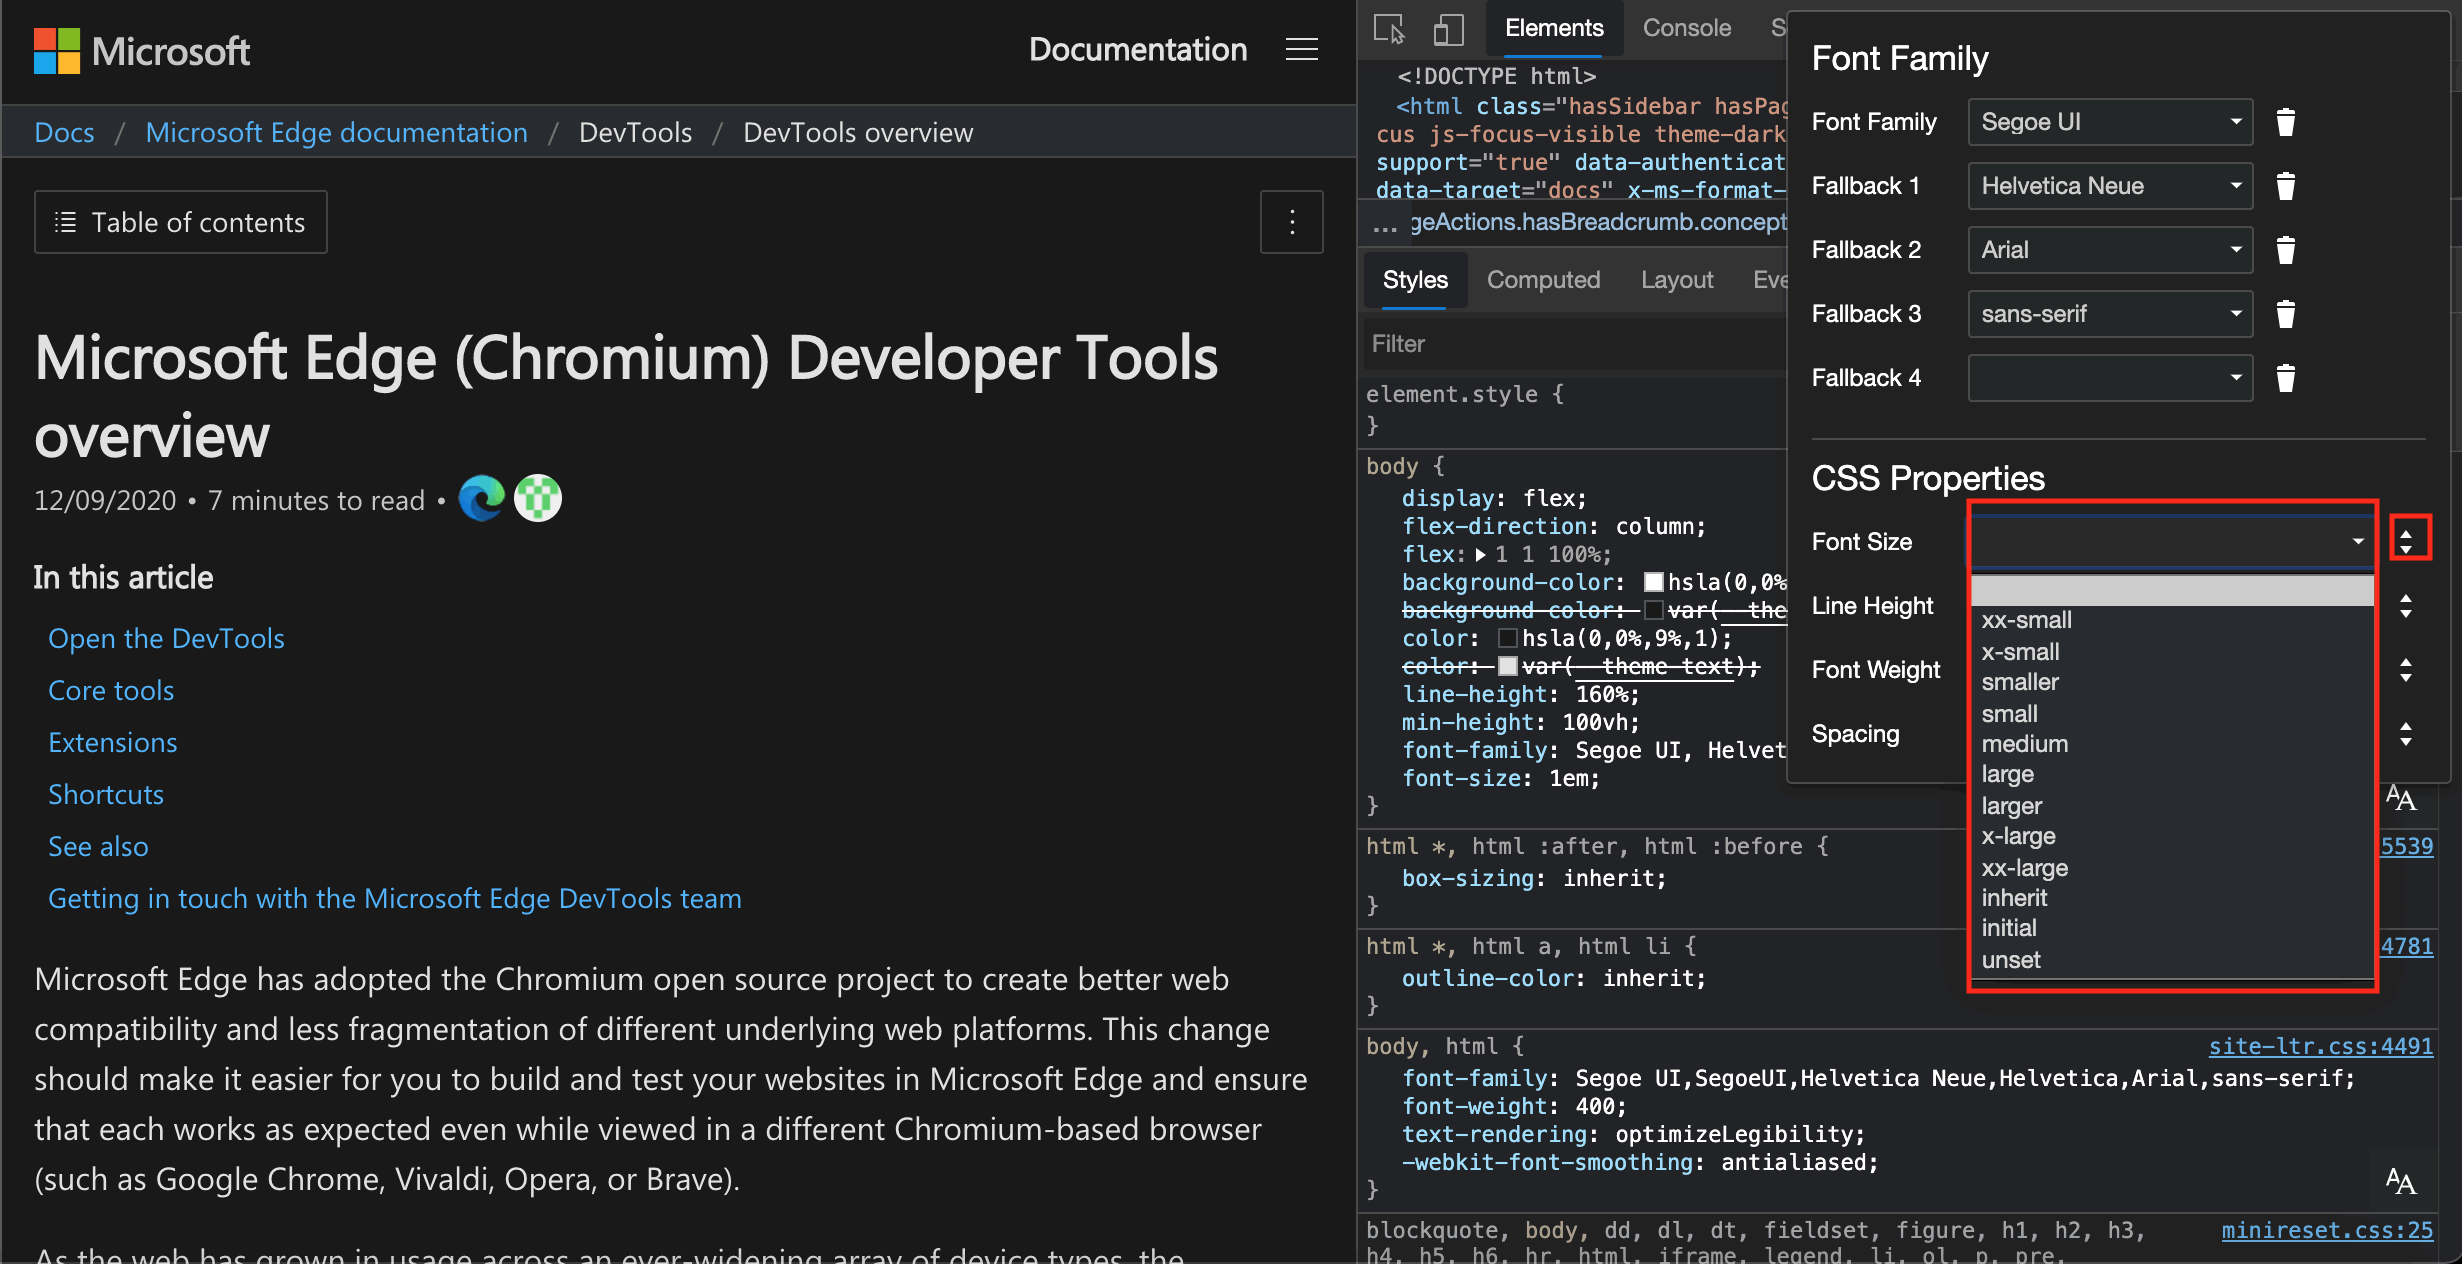 Microsoft
Documentation
Docs / Microsoft Edge documentation / DevTools / DevTools overview
Table of contents
Microsoft Edge (Chromium) Developer Tools
overview
12/09/2020 • 7 minutes to read •
In this article
Open the DevTools
Core tools
Extensions
Shortcuts
See also
Getting in touch with the Microsoft Edge DevTools team
Microsoft Edge has adopted the Chromium open source project to create better web
compatibility and less fragmentation of different underlying web platforms. This change
should make it easier for you to build and test your websites in Microsoft Edge and ensure
that each works as expected even while viewed in a different Chromium-based browser
(such as Google Chrome, Vivaldi, Opera, or Brave).
As the web has grown in usage across an ever-widening array of device types, the
Elements Console S
<!DOCTYPE html>
<html class="hasSidebar hasPag
cus js-focus-visible theme-dark
support="true" data-authenticat
data-target="docs" x-ms-format-
... geActions.hasBreadcrumb.concept
Styles Computed Layout Eve
Filter
element.style {
}
body {
display: flex;
flex-direction: column;
flex: 1 1 100%;
background-color: hsla(0,0%
background-color: var(--the
color: hsla(0,0%,9%,1);
color: var(--theme-text);
line-height: 160%;
min-height: 100vh;
font-family: Segoe UI, Helvet
font-size: 1em;
}
AA
html *, html :after, html :before {
5539
box-sizing: inherit;
}
html *, html a, html li {
4781
outline-color: inherit;
}
body, html {
site-ltr.css:4491
font-family: Segoe UI,SegoeUI,Helvetica Neue,Helvetica,Arial,sans-serif;
font-weight: 400;
text-rendering: optimizeLegibility;
-webkit-font-smoothing: antialiased;
}
AA
blockquote, body, dd, dl, dt, fieldset, figure, h1, h2, h3,
minireset.css:25
h4, h5, h6, hr, html, iframe, legend, li, ol, p, pre,
Font Family
Font Family Segoe UI
Fallback 1 Helvetica Neue
Fallback 2 Arial
Fallback 3 sans-serif
Fallback 4
CSS Properties
Font Size
Line Height
Font Weight
Spacing
xx-small
x-small
smaller
small
medium
large
larger
x-large
xx-large
inherit
initial
unset